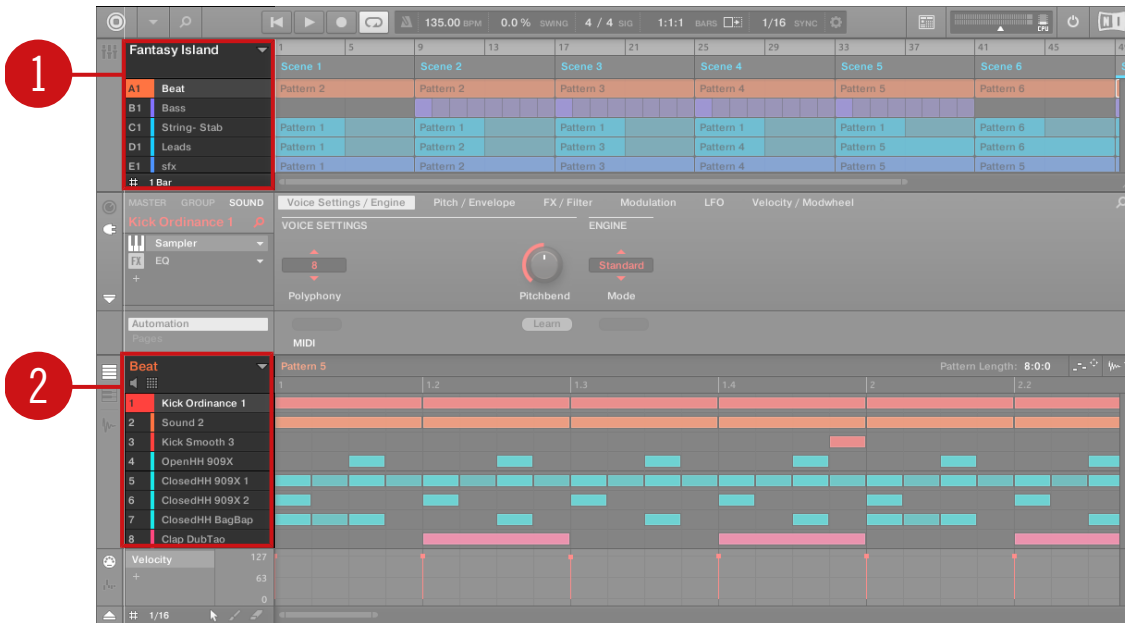 135.00 BPM 0.0 % SWING 4 / 4 SIG 1:1:1 BARS 1/16 SYNC CPU
1
Fantasy Island
1 5 9 13 17 21 25 29 33 37 41 45
Scene 1 Scene 2 Scene 3 Scene 4 Scene 5 Scene 6
A1 Beat Pattern 2 Pattern 2 Pattern 3 Pattern 4 Pattern 5 Pattern 6
B1 Bass
C1 String- Stab Pattern 1 Pattern 1 Pattern 1 Pattern 1 Pattern 1 Pattern 6
D1 Leads Pattern 1 Pattern 2 Pattern 3 Pattern 4 Pattern 5 Pattern 6
E1 sfx Pattern 1 Pattern 2 Pattern 3 Pattern 4 Pattern 5 Pattern 5
1 Bar
MASTER GROUP SOUND Voice Settings / Engine Pitch / Envelope FX / Filter Modulation LFO Velocity / Modwheel
Kick Ordinance 1 VOICE SETTINGS ENGINE
Sampler
FX EQ 8 Standard
+
Polyphony Pitchbend Mode
Automation Learn
Pages MIDI
2
Beat Pattern 5 Pattern Length: 8:0:0
1 1.2 1.3 1.4 2 2.2
1 Kick Ordinance 1
2 Sound 2
3 Kick Smooth 3
4 OpenHH 909X
5 ClosedHH 909X 1
6 ClosedHH 909X 2
7 ClosedHH BagBap
8 Clap DubTao
Velocity 127
+ 63
0
1/16